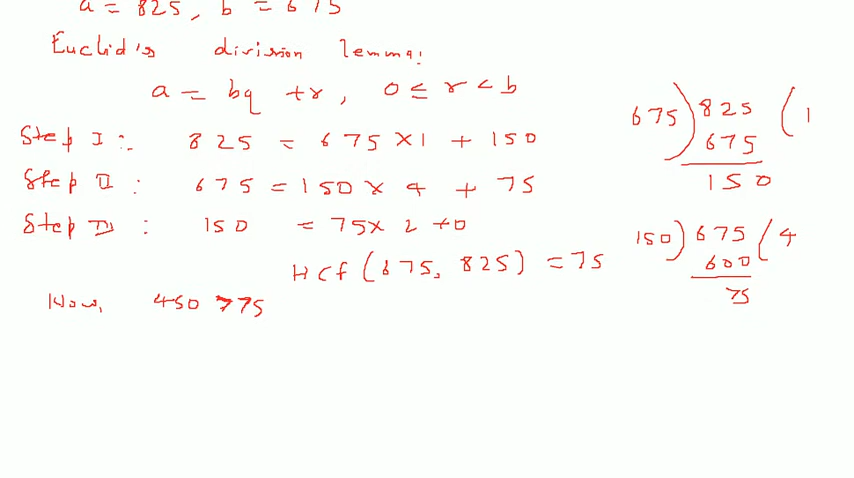 a = 825, b = 675
Euclid's division lemma:
a = bq + r, 0 ≤ r < b
Step I :. 825 = 675 × 1 + 150
Step II : 675 = 150 × 4 + 75
Step III : 150 = 75 × 2 + 0
HCf (675, 825) = 75
Now, 450 > 75
675 ) 825 ( 1
675
150
150 ) 675 ( 4
600
75